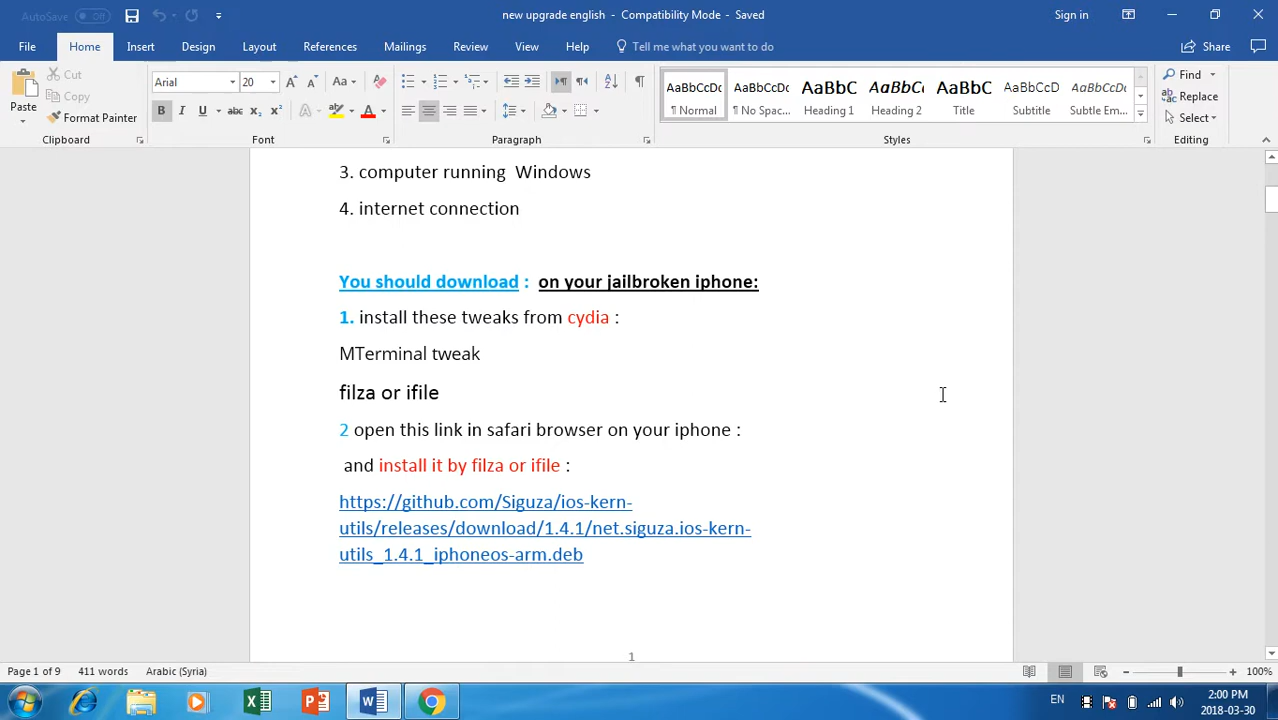 AutoSave Off
new upgrade english - Compatibility Mode - Saved
Sign in
File Home Insert Design Layout References Mailings Review View Help Tell me what you want to do Share
Paste
Cut
Copy
Format Painter
Clipboard
Arial 20
Font
Paragraph
AaBbCcDc AaBbCcDc AaBbC AaBbCc AaBbC AaBbCcD AaBbCcDc
¶ Normal ¶ No Spac... Heading 1 Heading 2 Title Subtitle Subtle Em...
Styles
Find
Replace
Select
Editing
3. computer running Windows
4. internet connection
You should download : on your jailbroken iphone:
1. install these tweaks from cydia :
MTerminal tweak
filza or ifile
2 open this link in safari browser on your iphone :
and install it by filza or ifile :
https://github.com/Siguza/ios-kern-
utils/releases/download/1.4.1/net.siguza.ios-kern-
utils_1.4.1_iphoneos-arm.deb
1
Page 1 of 9 411 words Arabic (Syria) 100%
EN
2:00 PM
2018-03-30